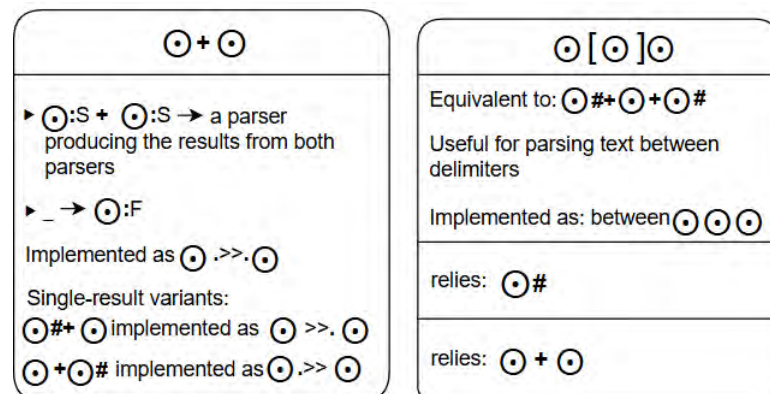 ⊙+⊙
▸ ⊙:S + ⊙:S → a parser
producing the results from both
parsers
▸ _ → ⊙:F
Implemented as ⊙ .>>. ⊙
Single-result variants:
⊙#+ ⊙ implemented as ⊙ >>. ⊙
⊙ +⊙# implemented as ⊙ .>> ⊙
⊙ [ ⊙ ] ⊙
Equivalent to: ⊙#+⊙+⊙#
Useful for parsing text between
delimiters
Implemented as: between ⊙ ⊙ ⊙
relies: ⊙#
relies: ⊙ + ⊙